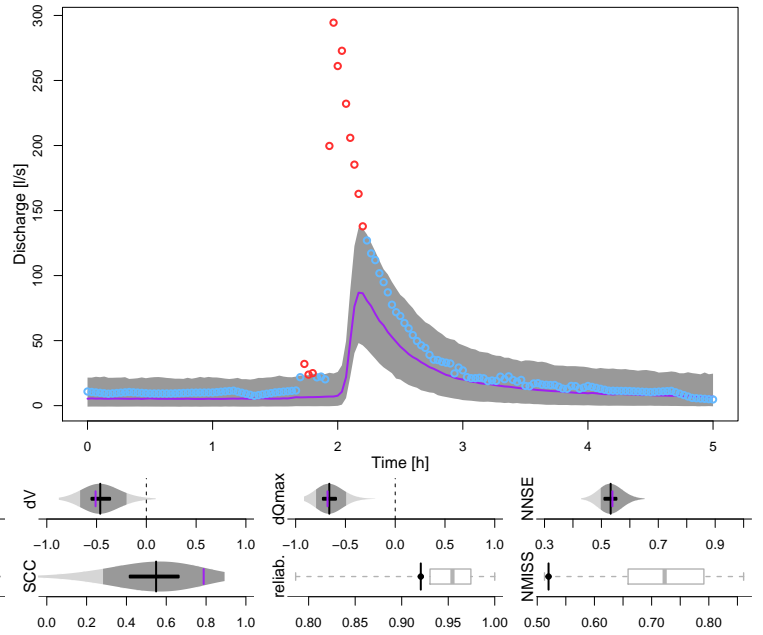 300
250
200
150
100
50
0
Discharge [l/s]
0 1 2 3 4 5
Time [h]
dV
−1.0 −0.5 0.0 0.5 1.0
dQmax
−1.0 −0.5 0.0 0.5 1.0
NNSE
0.3 0.5 0.7 0.9
SCC
0.0 0.2 0.4 0.6 0.8 1.0
reliab.
0.80 0.85 0.90 0.95 1.00
NMISS
0.50 0.60 0.70 0.80